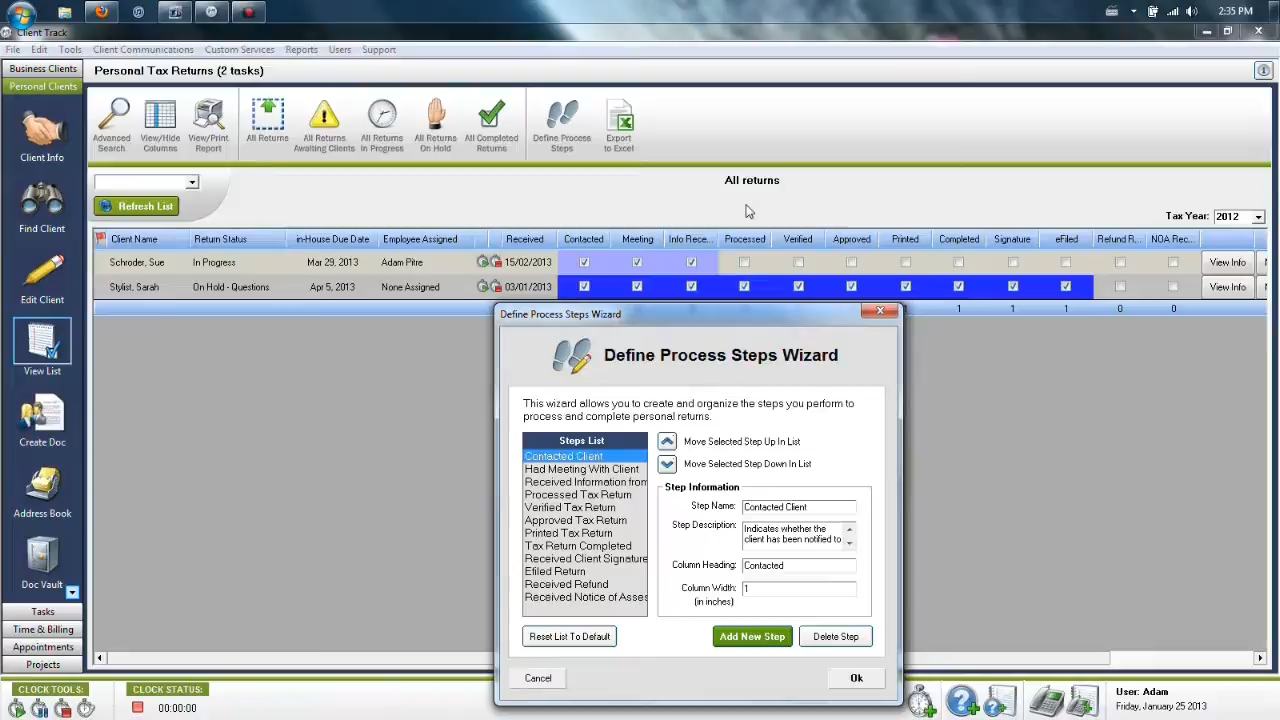 2:35 PM
Client Track
File Edit Tools Client Communications Custom Services Reports Users Support
Business Clients
Personal Clients
Personal Tax Returns (2 tasks)
Advanced Search
View/Hide Columns
View/Print Report
All Returns
All Returns Awaiting Clients
All Returns In Progress
All Returns On Hold
All Completed Returns
Define Process Steps
Export to Excel
Client Info
Find Client
Edit Client
View List
Create Doc
Address Book
Doc Vault
Tasks
Time & Billing
Appointments
Projects
All returns
Refresh List
Tax Year: 2012
Client Name Return Status in-House Due Date Employee Assigned Received Contacted Meeting Info Rece... Processed Verified Approved Printed Completed Signature eFiled Refund R... NOA Rec...
Schroder, Sue In Progress Mar 29, 2013 Adam Pitre 15/02/2013 View Info
Stylist, Sarah On Hold - Questions Apr 5, 2013 None Assigned 03/01/2013 View Info
1 1 1 0 0
Define Process Steps Wizard
Define Process Steps Wizard
This wizard allows you to create and organize the steps you perform to
process and complete personal returns.
Steps List
Contacted Client
Had Meeting With Client
Received Information from
Processed Tax Return
Verified Tax Return
Approved Tax Return
Printed Tax Return
Tax Return Completed
Received Client Signature
Efiled Return
Received Refund
Received Notice of Asses
Move Selected Step Up In List
Move Selected Step Down In List
Step Information
Step Name: Contacted Client
Step Description: Indicates whether the
client has been notified to
Column Heading: Contacted
Column Width: 1
(in inches)
Reset List To Default
Add New Step
Delete Step
Cancel
Ok
CLOCK TOOLS:
CLOCK STATUS:
00:00:00
User: Adam
Friday, January 25 2013